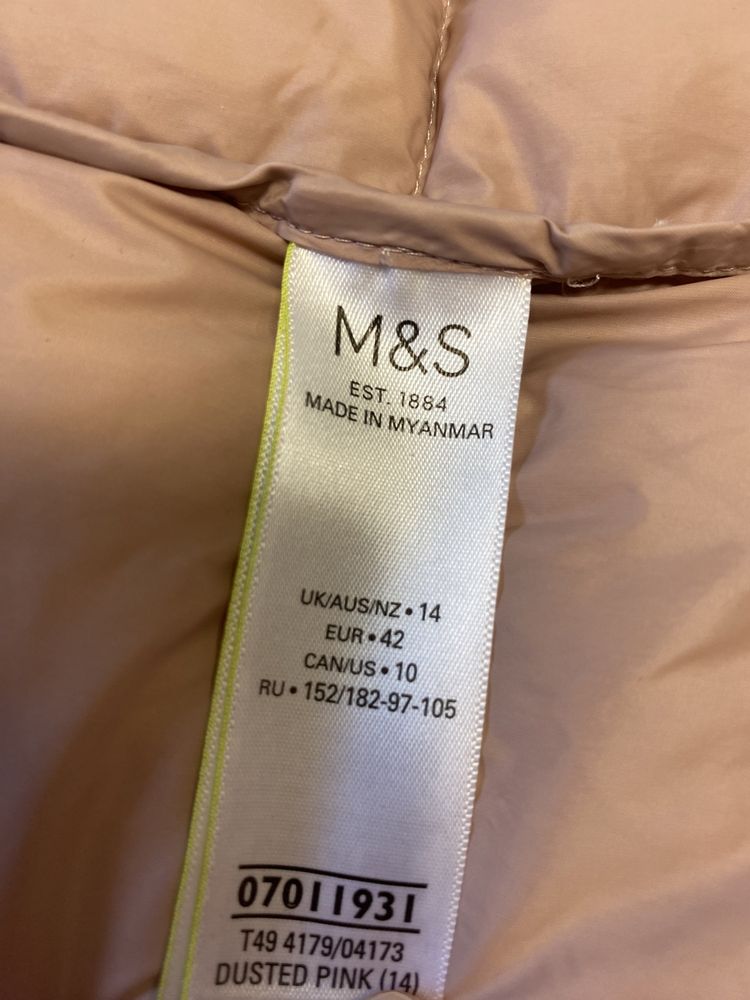 M&S
EST. 1884
MADE IN MYANMAR
UK/AUS/NZ • 14
EUR • 42
CAN/US • 10
RU • 152/182-97-105
07011931
T49 4179/04173
DUSTED PINK (14)